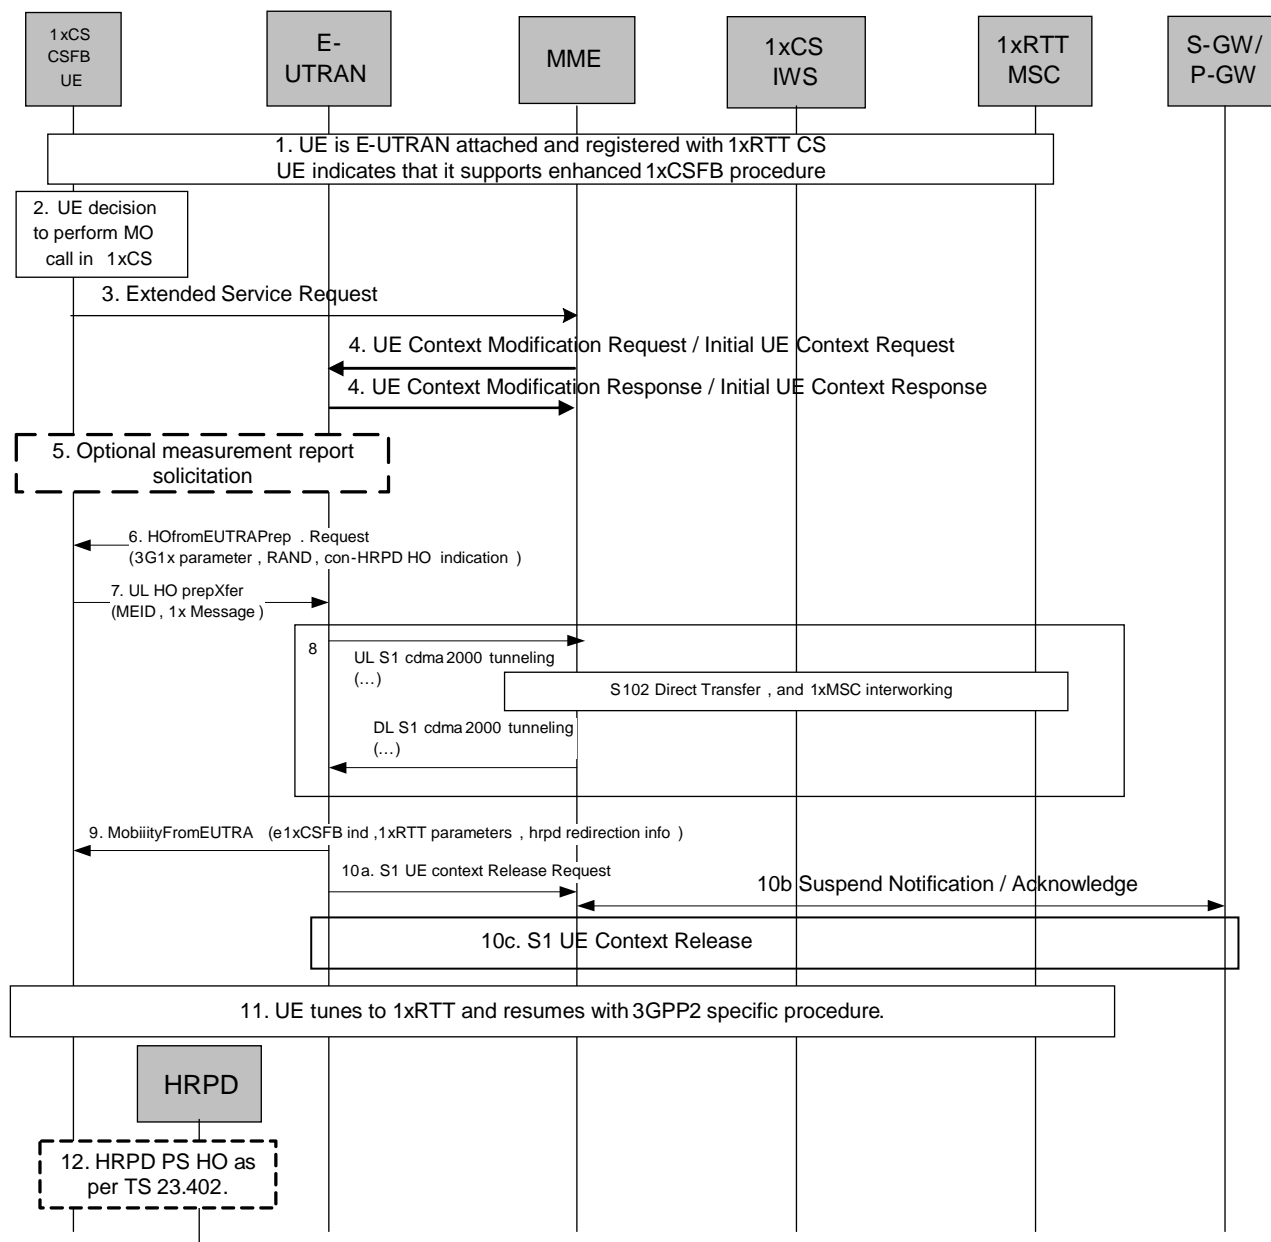 1xCS
CSFB
UE
E-
UTRAN
MME
1xCS
IWS
1xRTT
MSC
S-GW/
P-GW
1. UE is E-UTRAN attached and registered with 1xRTT CS
UE indicates that it supports enhanced 1xCSFB procedure
2. UE decision
to perform MO
call in 1xCS
3. Extended Service Request
4. UE Context Modification Request / Initial UE Context Request
4. UE Context Modification Response / Initial UE Context Response
5. Optional measurement report
solicitation
6. HOfromEUTRAPrep . Request
(3G1x parameter , RAND , con-HRPD HO indication )
7. UL HO prepXfer
(MEID , 1x Message )
8
UL S1 cdma 2000 tunneling
(…)
S102 Direct Transfer , and 1xMSC interworking
DL S1 cdma 2000 tunneling
(…)
9. MobiiityFromEUTRA (e1xCSFB ind ,1xRTT parameters , hrpd redirection info )
10a. S1 UE context Release Request
10b Suspend Notification / Acknowledge
10c. S1 UE Context Release
11. UE tunes to 1xRTT and resumes with 3GPP2 specific procedure.
HRPD
12. HRPD PS HO as
per TS 23.402.